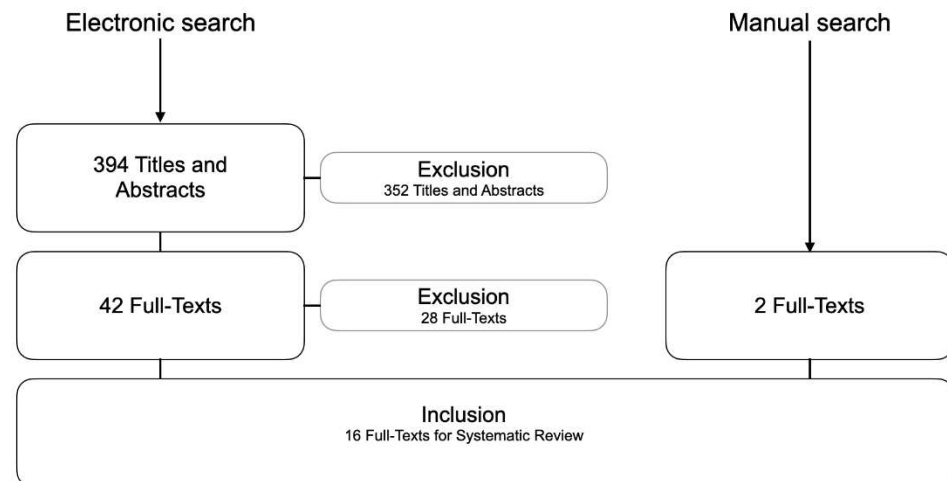 Electronic search
Manual search
394 Titles and
Abstracts
Exclusion
352 Titles and Abstracts
42 Full-Texts
Exclusion
28 Full-Texts
2 Full-Texts
Inclusion
16 Full-Texts for Systematic Review